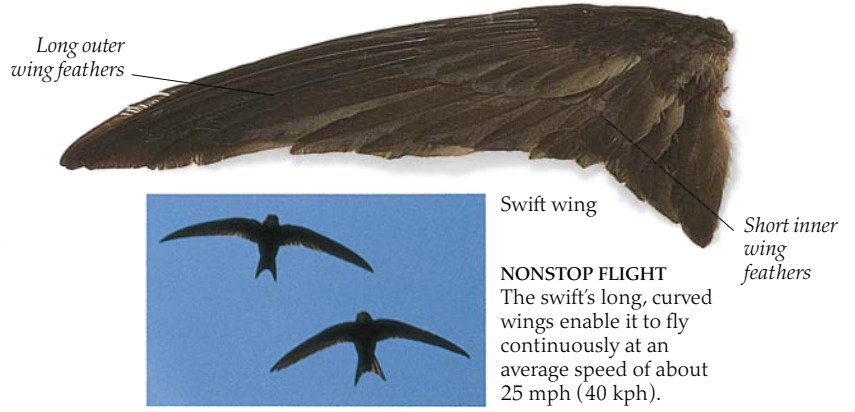 Long outer
wing feathers
Swift wing
Short inner
wing
feathers
NONSTOP FLIGHT
The swift's long, curved
wings enable it to fly
continuously at an
average speed of about
25 mph (40 kph).